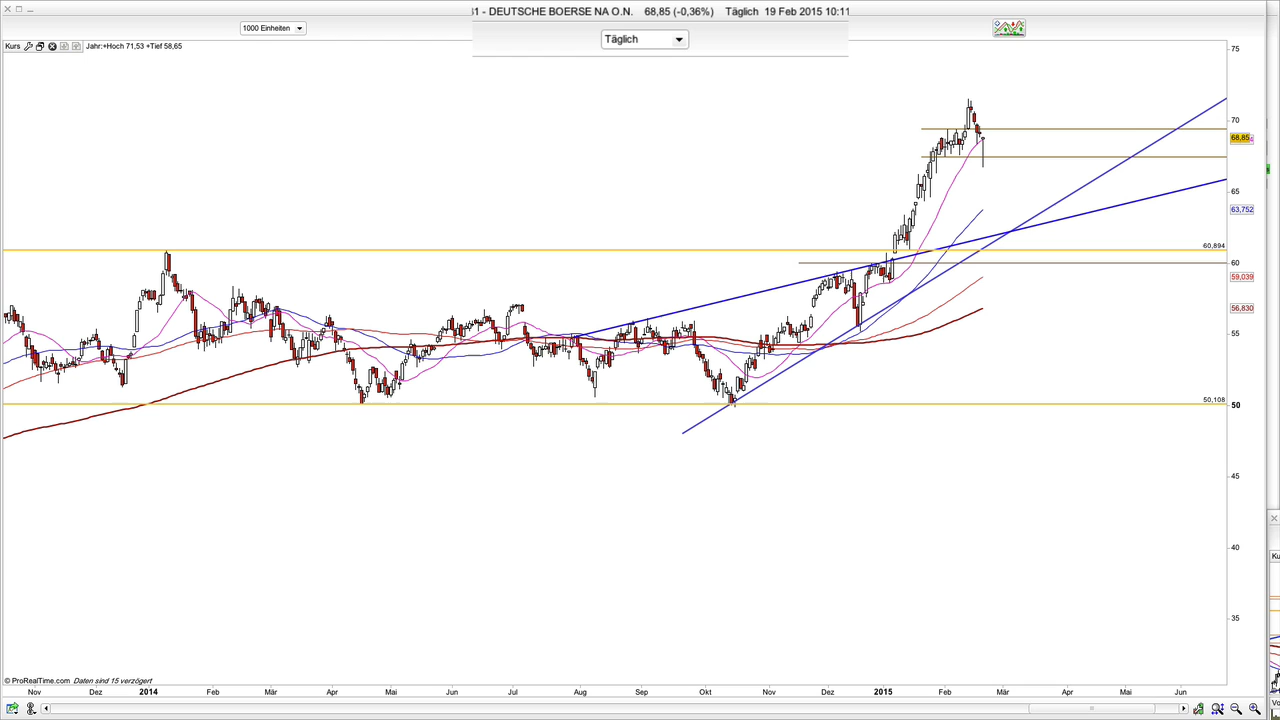 31 - DEUTSCHE BOERSE NA O.N. 68,85 (-0,36%) Täglich 19 Feb 2015 10:11
1000 Einheiten
Täglich
Kurs
Jahr:+Hoch 71,53 +Tief 58,65
75
70
68,85
65
63,752
60,894
60
59,039
56,830
55
50,108
50
45
40
35
© ProRealTime.com Daten sind 15 verzögert
Nov Dez 2014 Feb Mär Apr Mai Jun Jul Aug Sep Okt Nov Dez 2015 Feb Mär Apr Mai Jun